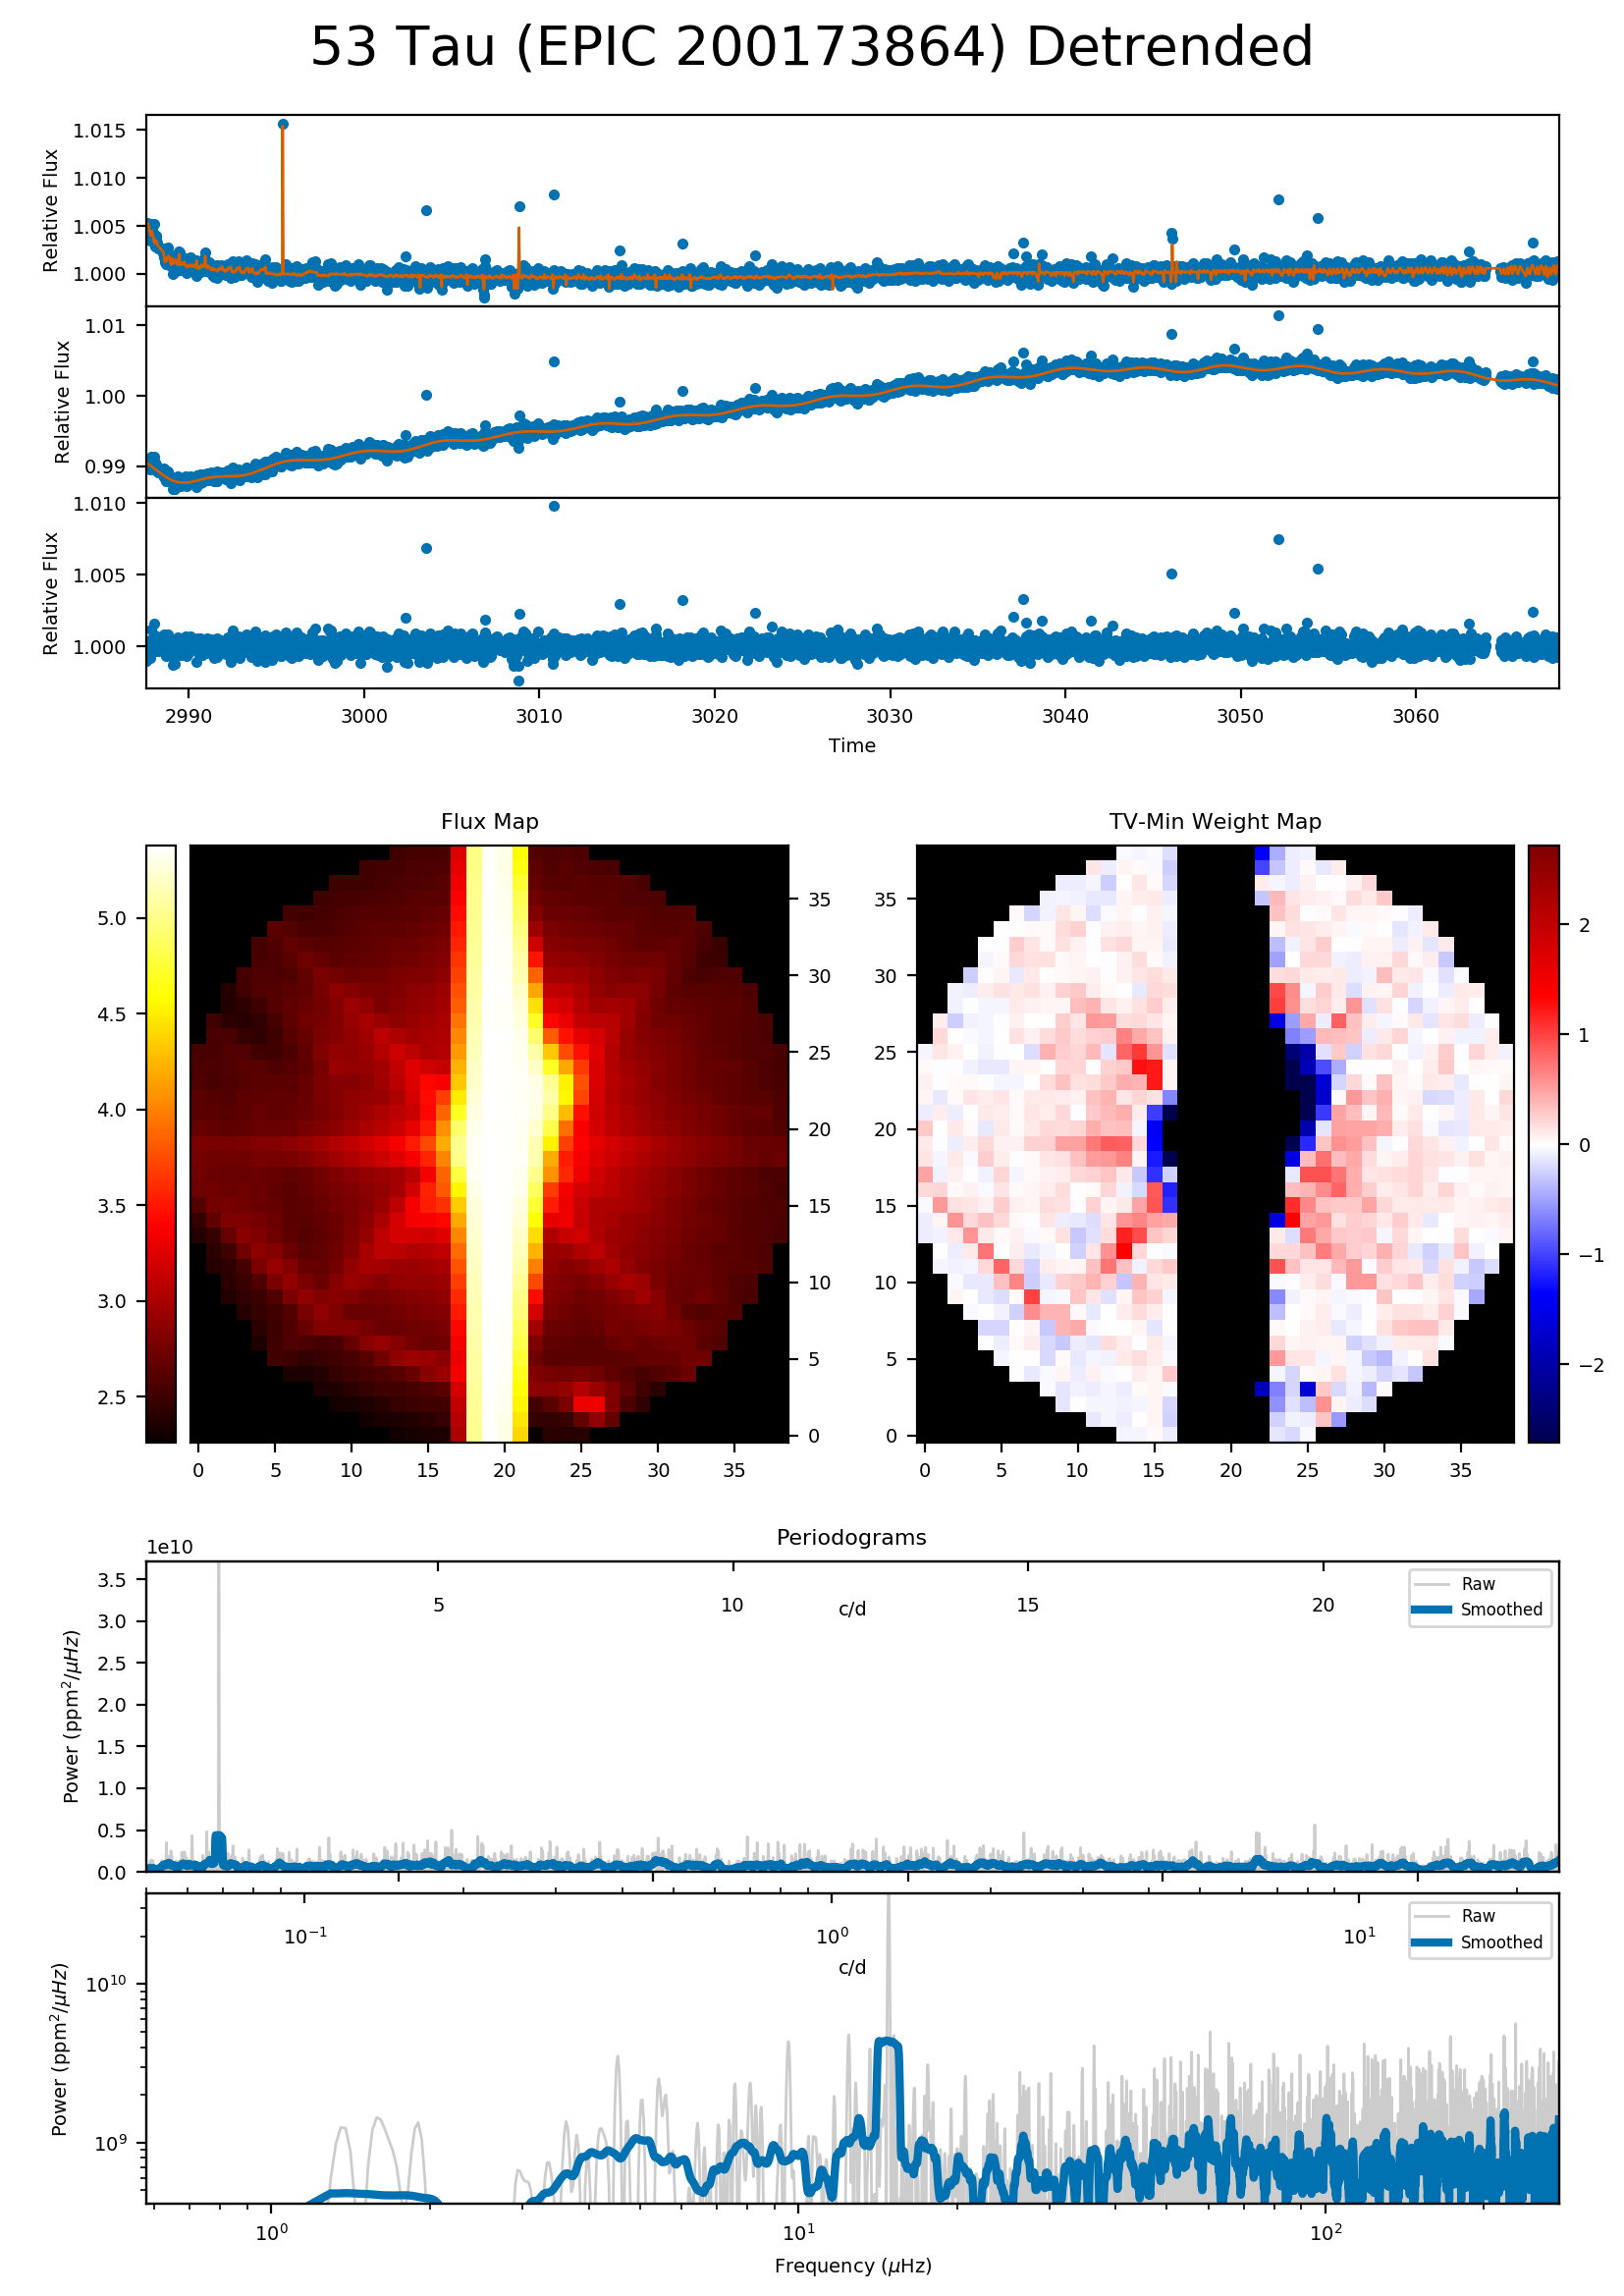 53 Tau (EPIC 200173864) Detrended
Relative Flux
1.015
1.010
1.005
1.000
Relative Flux
1.01
1.00
0.99
Relative Flux
1.010
1.005
1.000
2990 3000 3010 3020 3030 3040 3050 3060
Time
Flux Map
5.0
4.5
4.0
3.5
3.0
2.5
35
30
25
20
15
10
5
0
0 5 10 15 20 25 30 35
TV-Min Weight Map
35
30
25
20
15
10
5
0
0 5 10 15 20 25 30 35
2
1
0
−1
−2
Periodograms
1e10
Power (ppm²/μHz)
3.5
3.0
2.5
2.0
1.5
1.0
0.5
0.0
5 10 15 20
c/d
Raw
Smoothed
Power (ppm²/μHz)
10¹⁰
10⁹
10⁻¹ 10⁰ 10¹
c/d
Raw
Smoothed
10⁰ 10¹ 10²
Frequency (μHz)